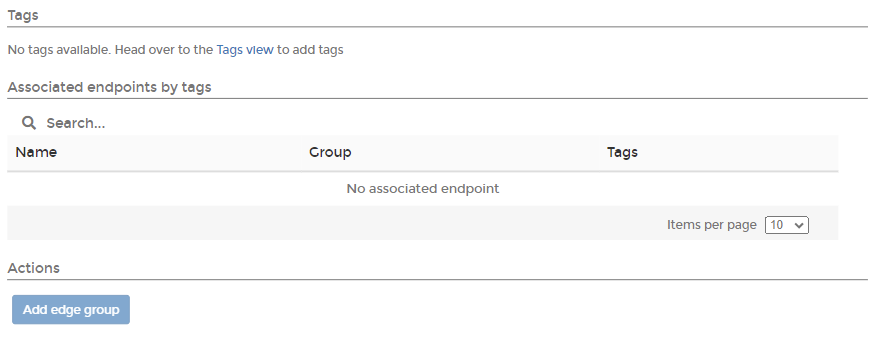 Tags
No tags available. Head over to the Tags view to add tags
Associated endpoints by tags
Search...
Name Group Tags
No associated endpoint
Items per page 10
Actions
Add edge group